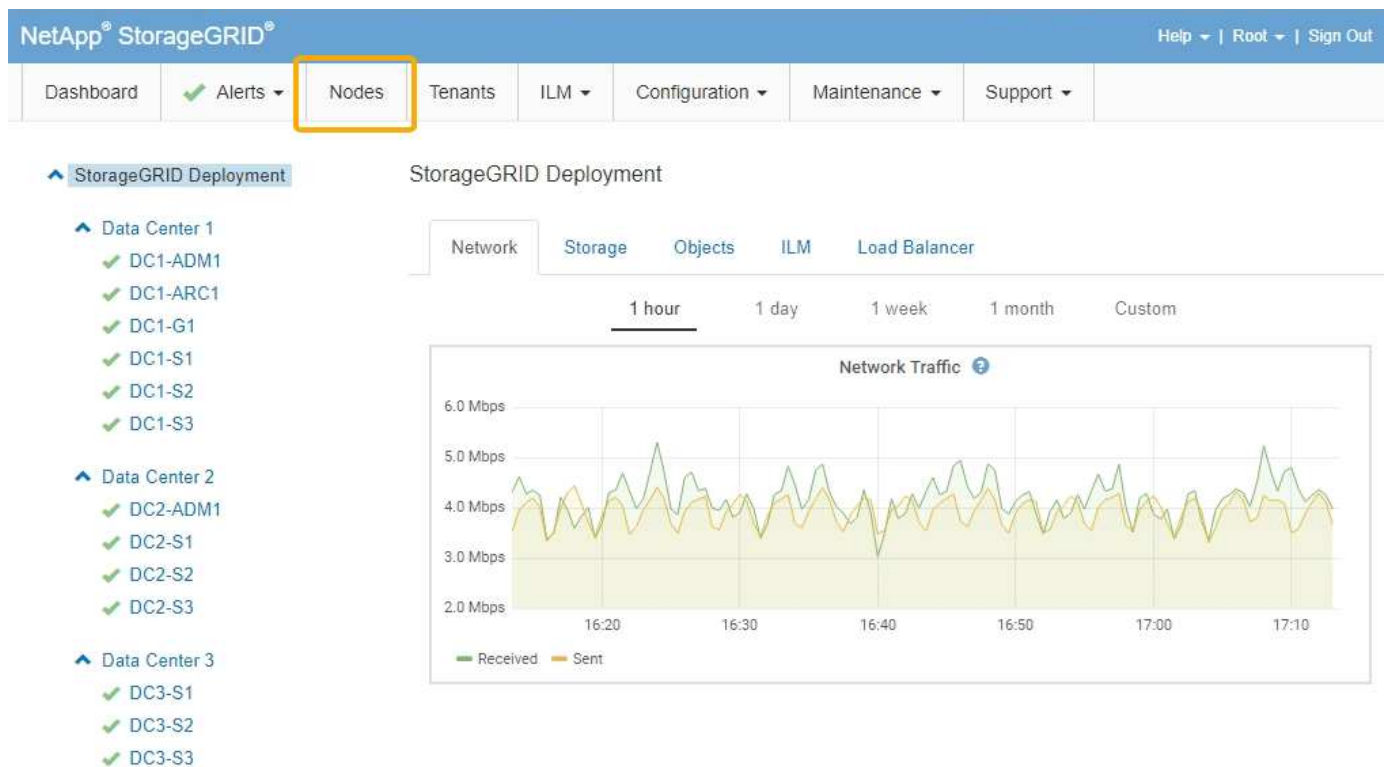 NetApp® StorageGRID®
Help | Root | Sign Out
Dashboard Alerts Nodes Tenants ILM Configuration Maintenance Support
StorageGRID Deployment
Data Center 1
DC1-ADM1
DC1-ARC1
DC1-G1
DC1-S1
DC1-S2
DC1-S3
Data Center 2
DC2-ADM1
DC2-S1
DC2-S2
DC2-S3
Data Center 3
DC3-S1
DC3-S2
DC3-S3
StorageGRID Deployment
Network Storage Objects ILM Load Balancer
1 hour 1 day 1 week 1 month Custom
Network Traffic ?
6.0 Mbps
5.0 Mbps
4.0 Mbps
3.0 Mbps
2.0 Mbps
16:20 16:30 16:40 16:50 17:00 17:10
Received Sent